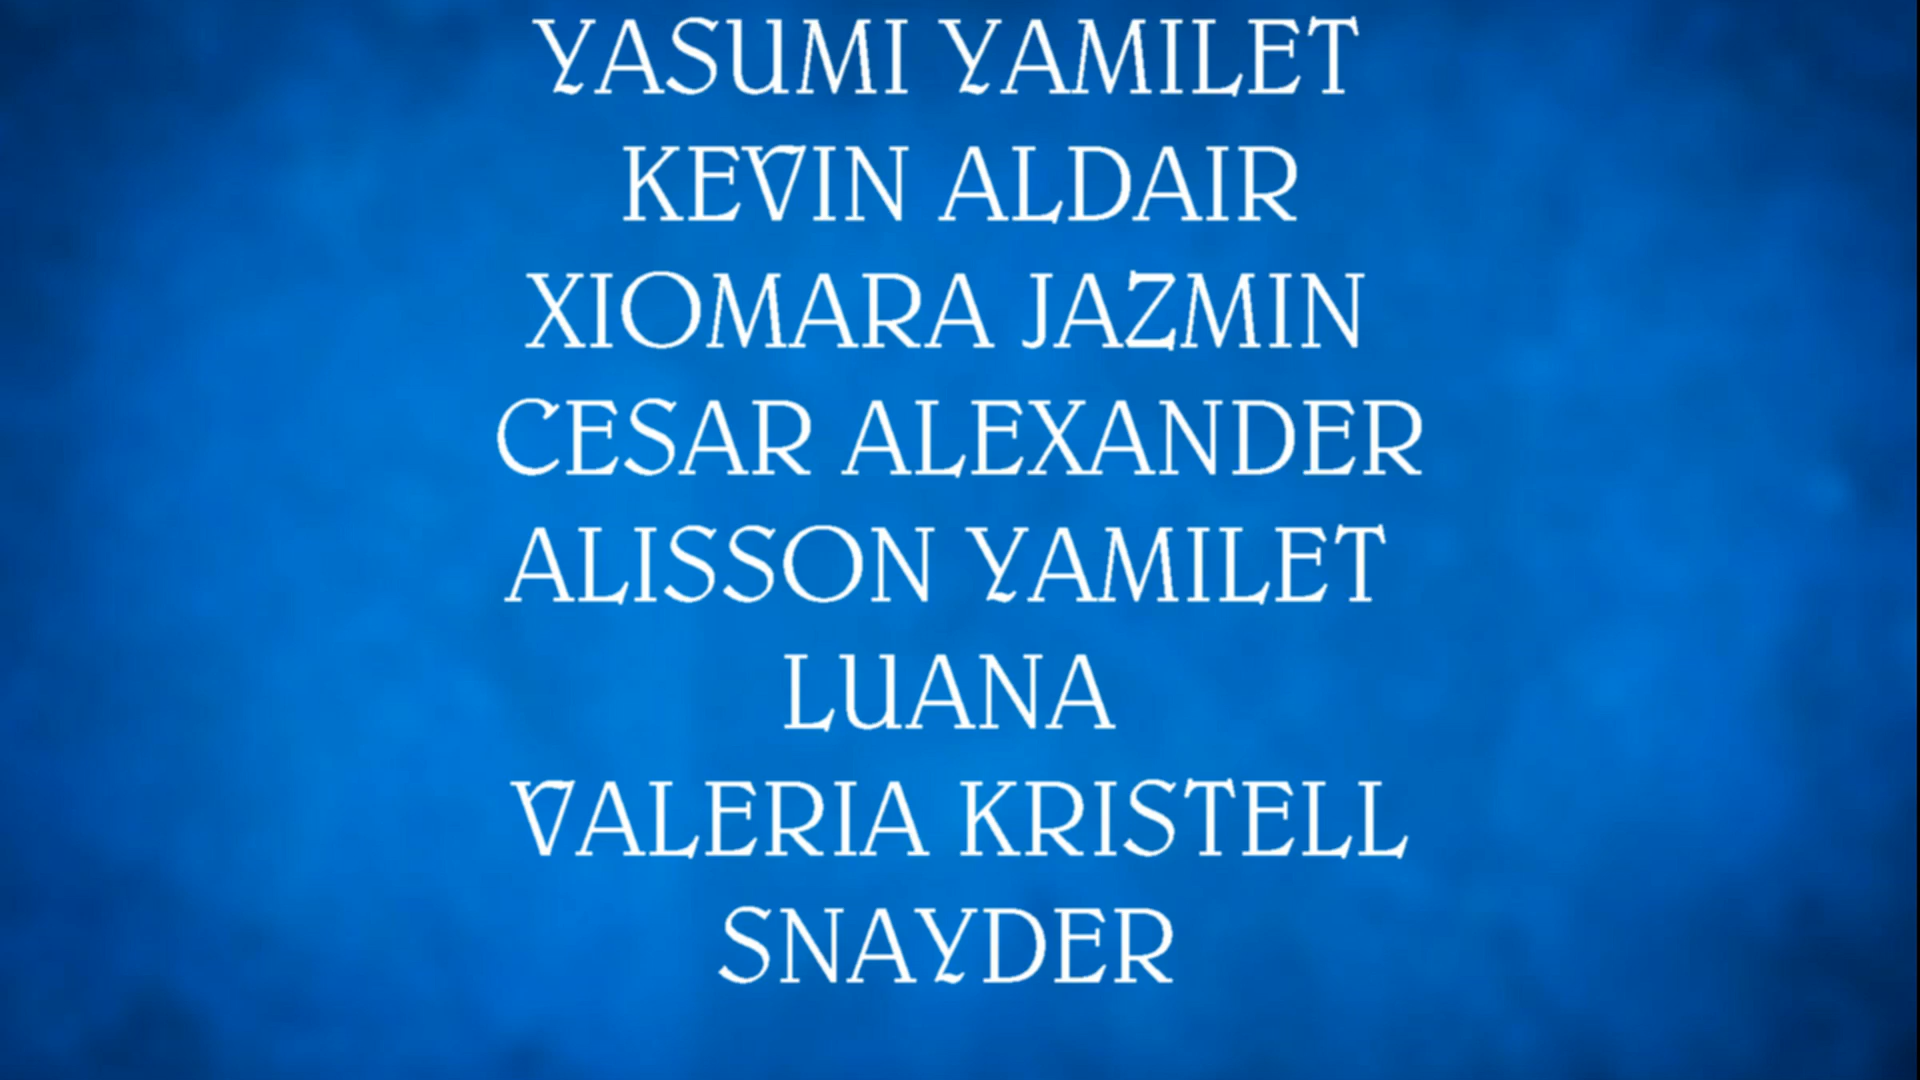 YASUMI YAMILET
KEVIN ALDAIR
XIOMARA JAZMIN
CESAR ALEXANDER
ALISSON YAMILET
LUANA
VALERIA KRISTELL
SNAYDER